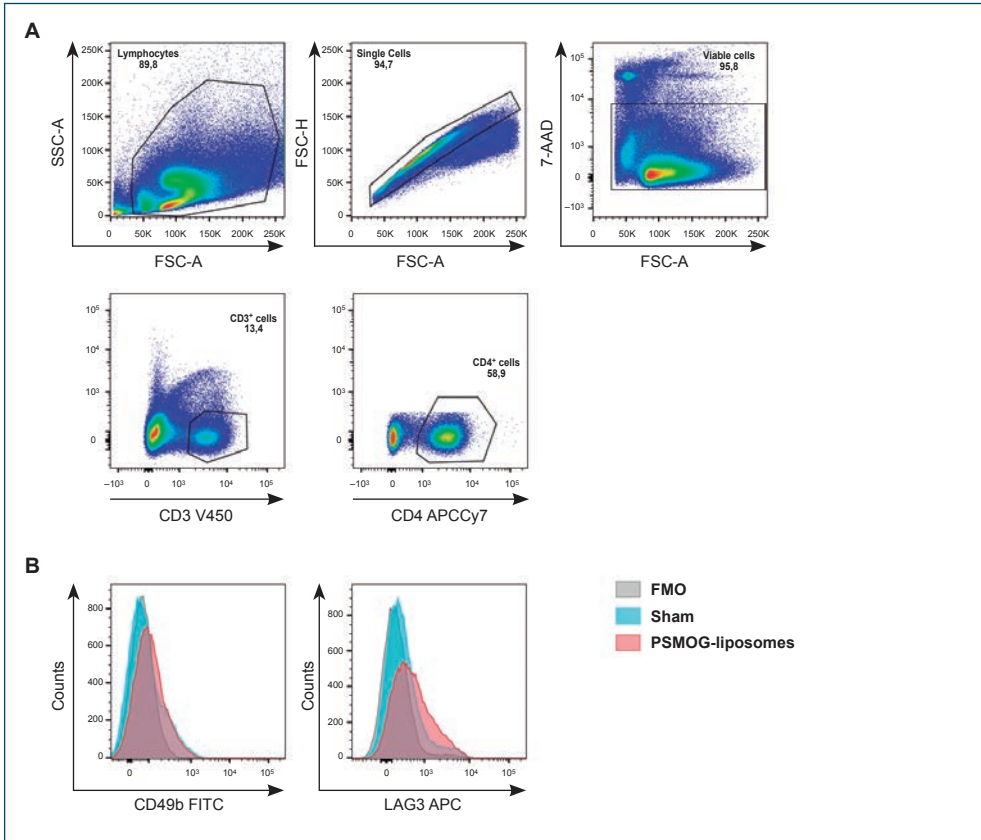 A
Lymphocytes
89,8
250K
200K
150K
100K
50K
0
SSC-A
0 50K 100K 150K 200K 250K
FSC-A
Single Cells
94,7
250K
200K
150K
100K
50K
0
FSC-H
0 50K 100K 150K 200K 250K
FSC-A
Viable cells
95,8
10⁵
10⁴
10³
0
−10³
7-AAD
0 50K 100K 150K 200K 250K
FSC-A
CD3⁺ cells
13,4
10⁵
10⁴
10³
0
−10³ 0 10³ 10⁴ 10⁵
CD3 V450
CD4⁺ cells
58,9
10⁵
10⁴
10³
0
−10³ 0 10³ 10⁴ 10⁵
CD4 APCCy7
B
800
600
400
200
0
Counts
0 10³ 10⁴ 10⁵
CD49b FITC
800
600
400
200
0
Counts
0 10³ 10⁴ 10⁵
LAG3 APC
FMO
Sham
PSMOG-liposomes